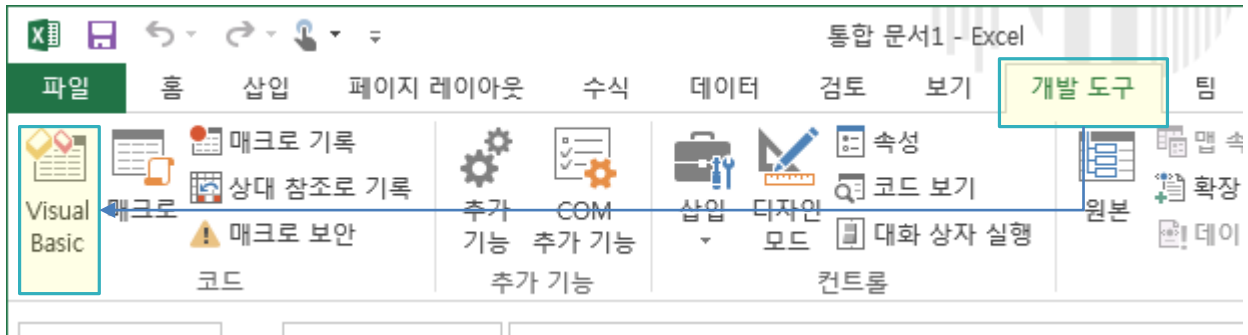 통합 문서1 - Excel
파일 홈 삽입 페이지 레이아웃 수식 데이터 검토 보기 개발 도구 팀
Visual
Basic
매크로
매크로 기록
상대 참조로 기록
매크로 보안
코드
추가
기능
COM
추가 기능
추가 기능
삽입
디자인
모드
속성
코드 보기
대화 상자 실행
컨트롤
원본
맵 속
확장
데이